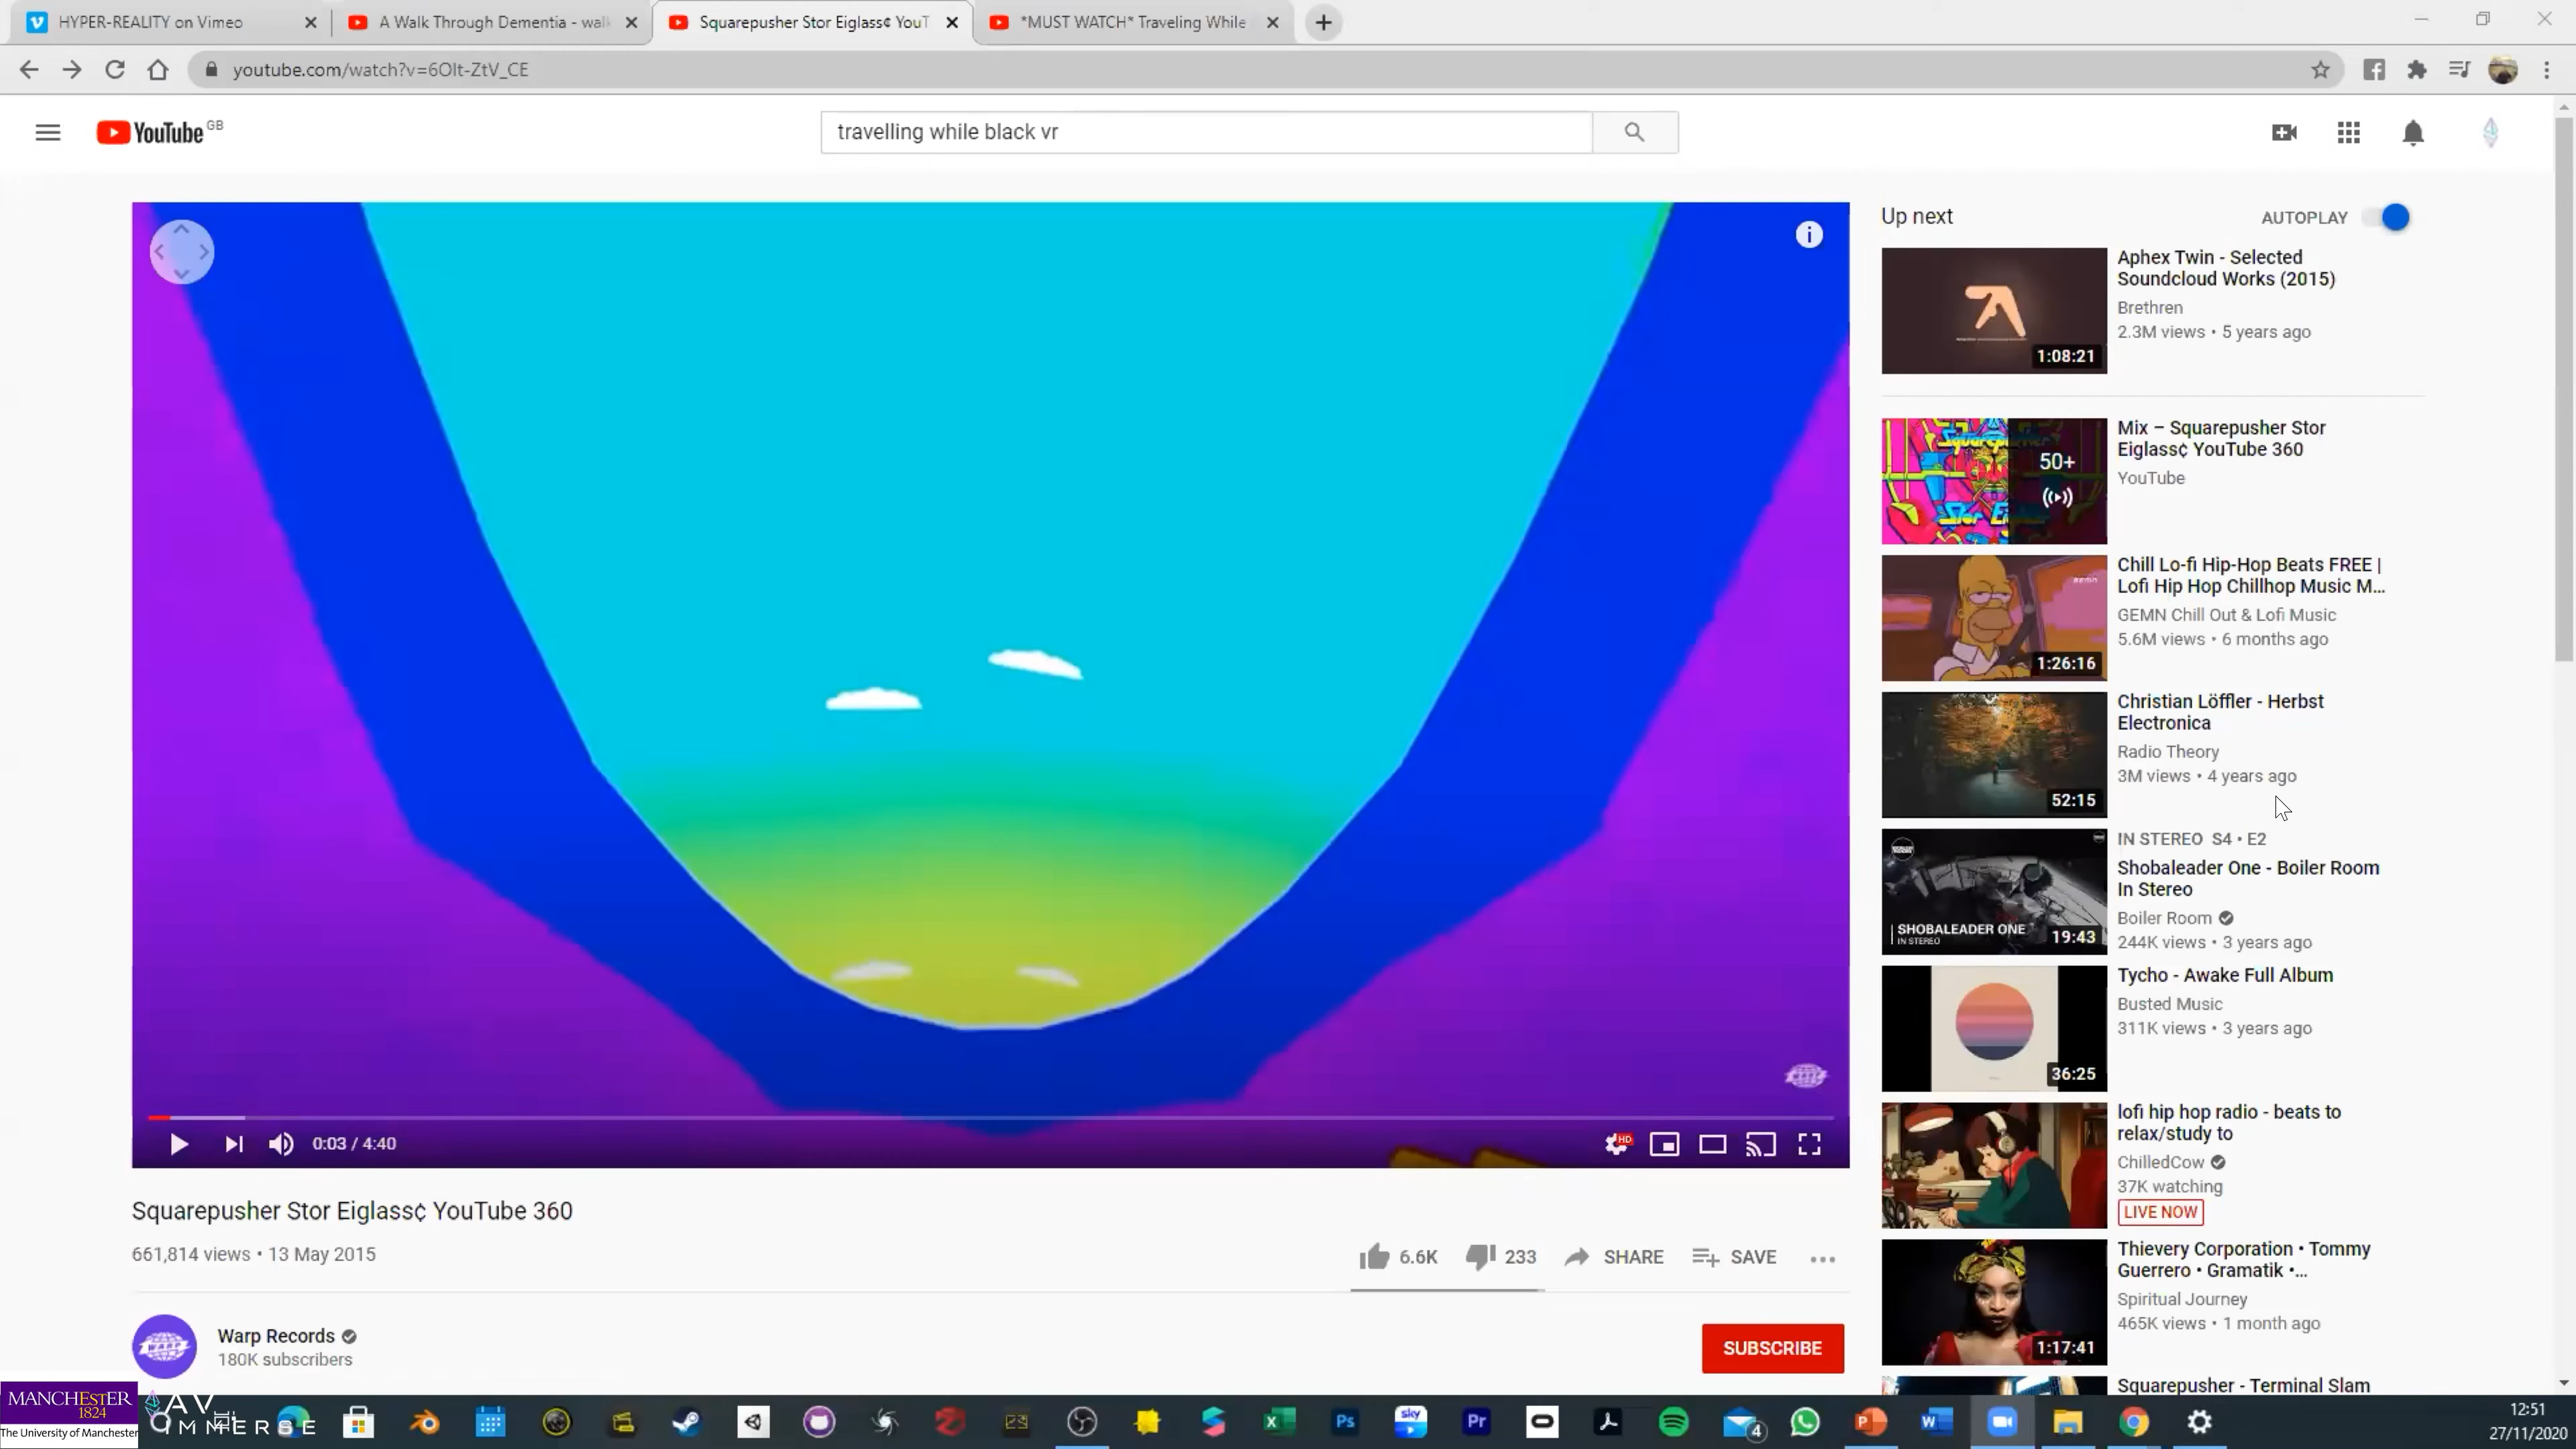 HYPER-REALITY on Vimeo
A Walk Through Dementia - walk
Squarepusher Stor Eiglass¢ YouT
*MUST WATCH* Traveling While
youtube.com/watch?v=6Olt-ZtV_CE
YouTube GB
travelling while black vr
Up next
AUTOPLAY
Aphex Twin - Selected
Soundcloud Works (2015)
Brethren
2.3M views • 5 years ago
1:08:21
Mix – Squarepusher Stor
Eiglass¢ YouTube 360
YouTube
50+
Chill Lo-fi Hip-Hop Beats FREE |
Lofi Hip Hop Chillhop Music M...
GEMN Chill Out & Lofi Music
5.6M views • 6 months ago
1:26:16
Christian Löffler - Herbst
Electronica
Radio Theory
3M views • 4 years ago
52:15
IN STEREO S4 • E2
Shobaleader One - Boiler Room
In Stereo
Boiler Room
244K views • 3 years ago
SHOBALEADER ONE
IN STEREO
19:43
Tycho - Awake Full Album
Busted Music
311K views • 3 years ago
36:25
lofi hip hop radio - beats to
relax/study to
ChilledCow
37K watching
LIVE NOW
Thievery Corporation • Tommy
Guerrero • Gramatik •...
Spiritual Journey
465K views • 1 month ago
1:17:41
Squarepusher - Terminal Slam
0:03 / 4:40
HD
Squarepusher Stor Eiglass¢ YouTube 360
661,814 views • 13 May 2015
6.6K
233
SHARE
SAVE
Warp Records
180K subscribers
SUBSCRIBE
MANCHESTER
1824
The University of Manchester
AV
IMMERSE
Ps
sky
Pr
4
12:51
27/11/2020